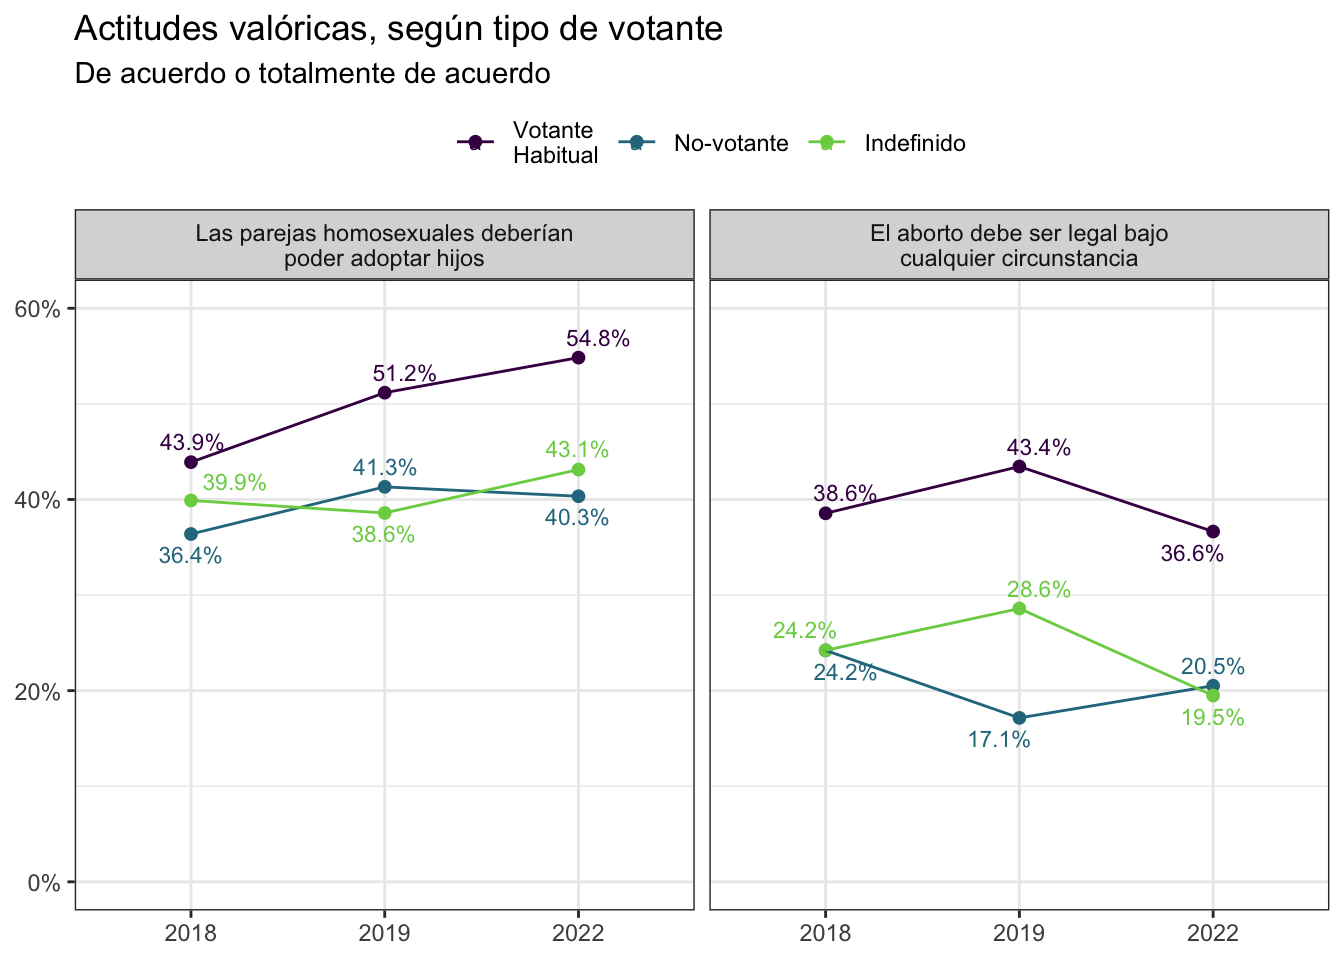 Actitudes valóricas, según tipo de votante
De acuerdo o totalmente de acuerdo
Votante
Habitual
No-votante
Indefinido
Las parejas homosexuales deberían
poder adoptar hijos
El aborto debe ser legal bajo
cualquier circunstancia
60%
40%
20%
0%
54.8%
51.2%
43.9%
43.1%
41.3%
39.9%
40.3%
38.6%
36.4%
2018
2019
2022
43.4%
38.6%
36.6%
28.6%
24.2%
24.2%
20.5%
19.5%
17.1%
2018
2019
2022